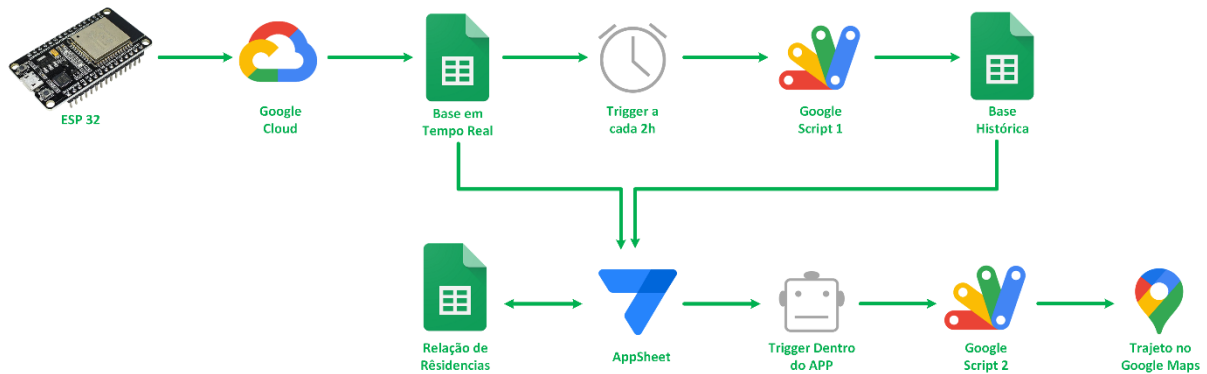 ESP 32
Google
Cloud
Base em
Tempo Real
Trigger a
cada 2h
Google
Script 1
Base
Histórica
Relação de
Rêsidencias
AppSheet
Trigger Dentro
do APP
Google
Script 2
Trajeto no
Google Maps